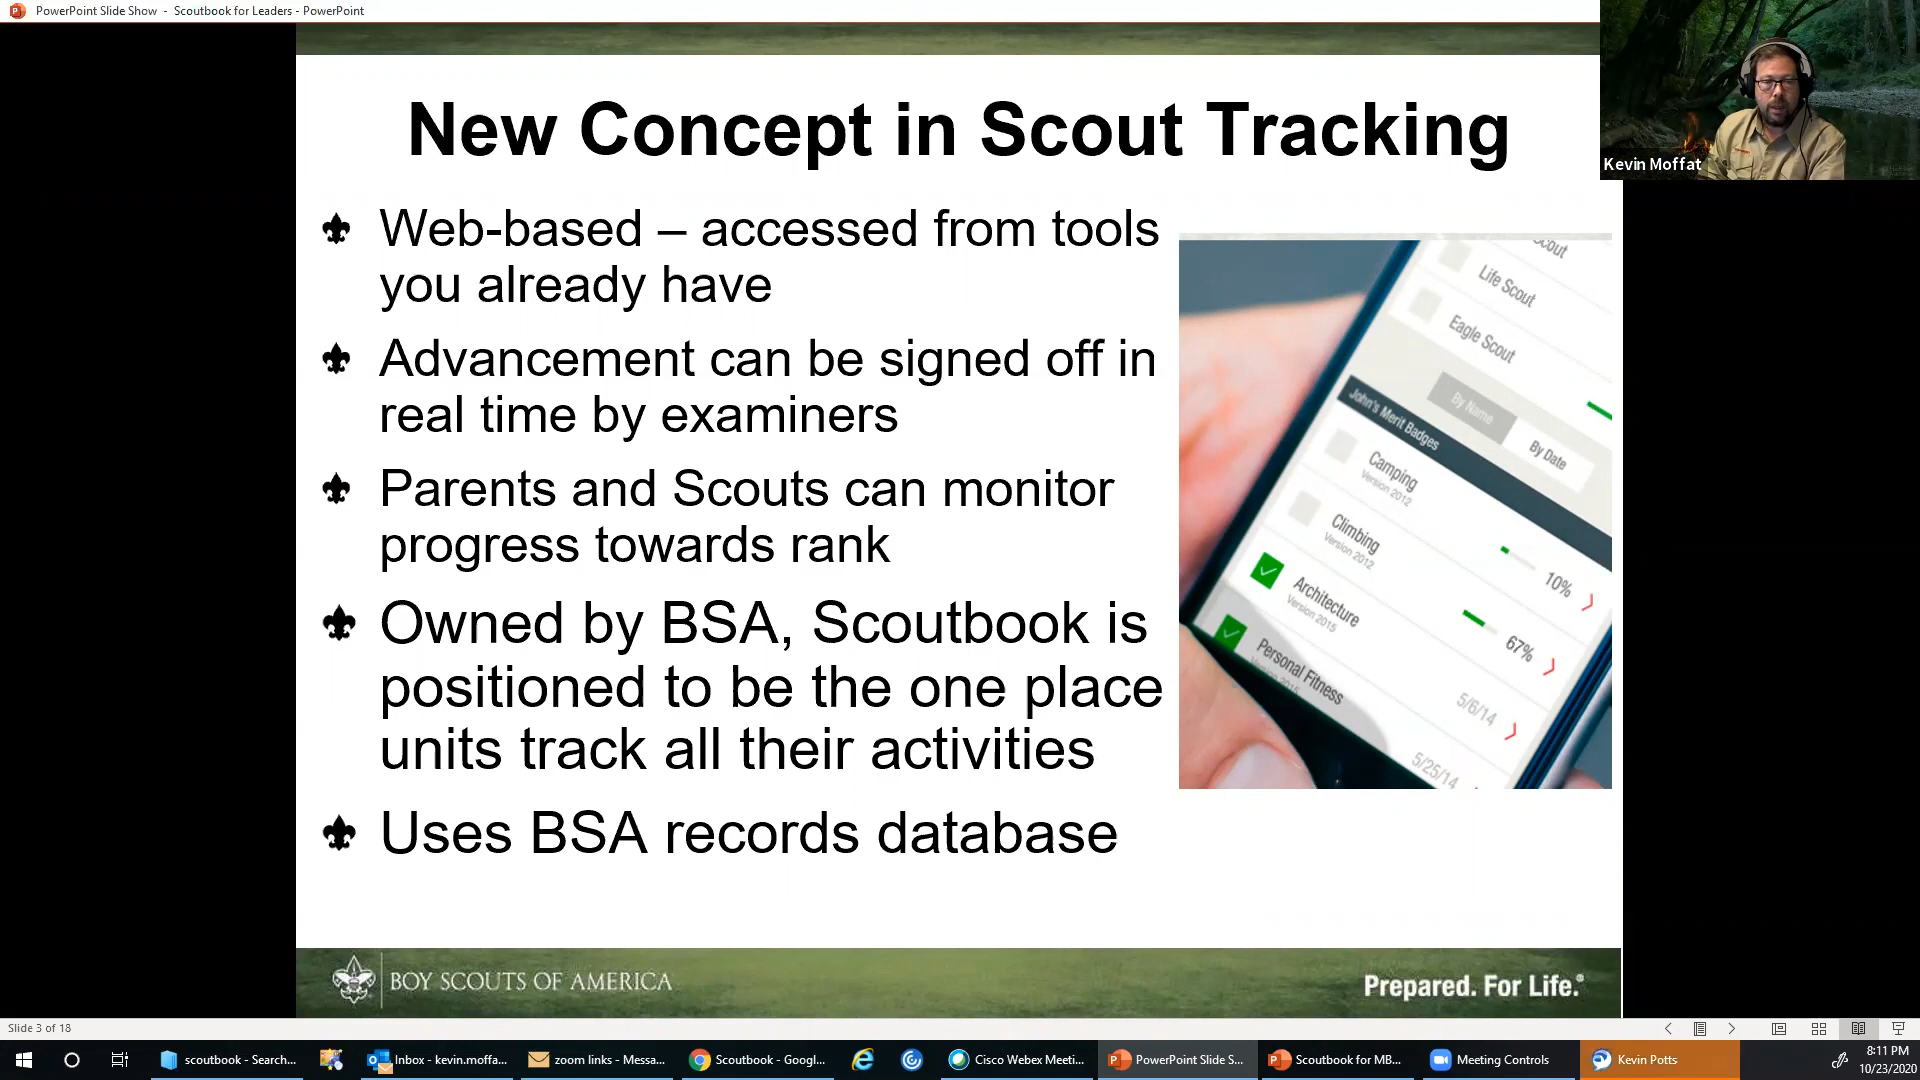 PowerPoint Slide Show - Scoutbook for Leaders - PowerPoint
Kevin Moffat
New Concept in Scout Tracking
Web-based – accessed from tools
you already have
Advancement can be signed off in
real time by examiners
Parents and Scouts can monitor
progress towards rank
Owned by BSA, Scoutbook is
positioned to be the one place
units track all their activities
Uses BSA records database
Life Scout
Eagle Scout
By Name
By Date
John's Merit Badges
Camping
Version 2012
Climbing
Version 2012
10%
Architecture
Version 2015
67%
Personal Fitness
5/6/14
5/25/14
BOY SCOUTS OF AMERICA
Prepared. For Life.®
Slide 3 of 18
scoutbook - Search...
Inbox - kevin.moffa...
zoom links - Messa...
Scoutbook - Googl...
Cisco Webex Meeti...
PowerPoint Slide S...
Scoutbook for MB...
Meeting Controls
Kevin Potts
8:11 PM
10/23/2020